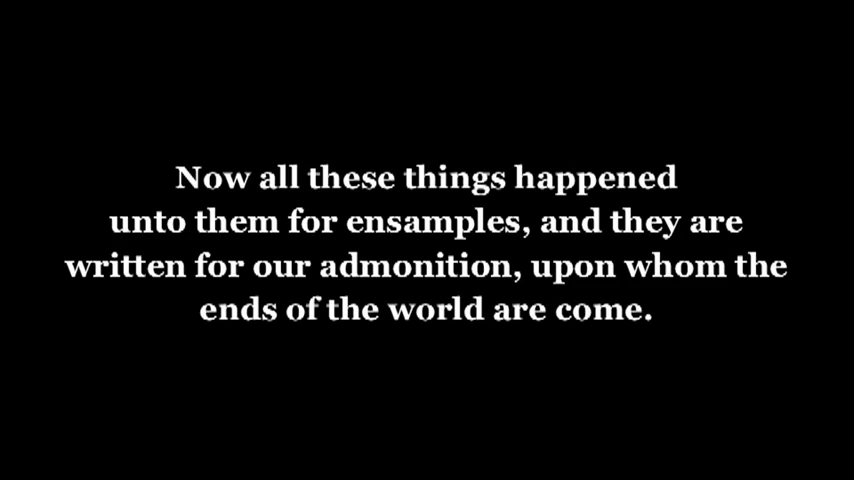 Now all these things happened
unto them for ensamples, and they are
written for our admonition, upon whom the
ends of the world are come.